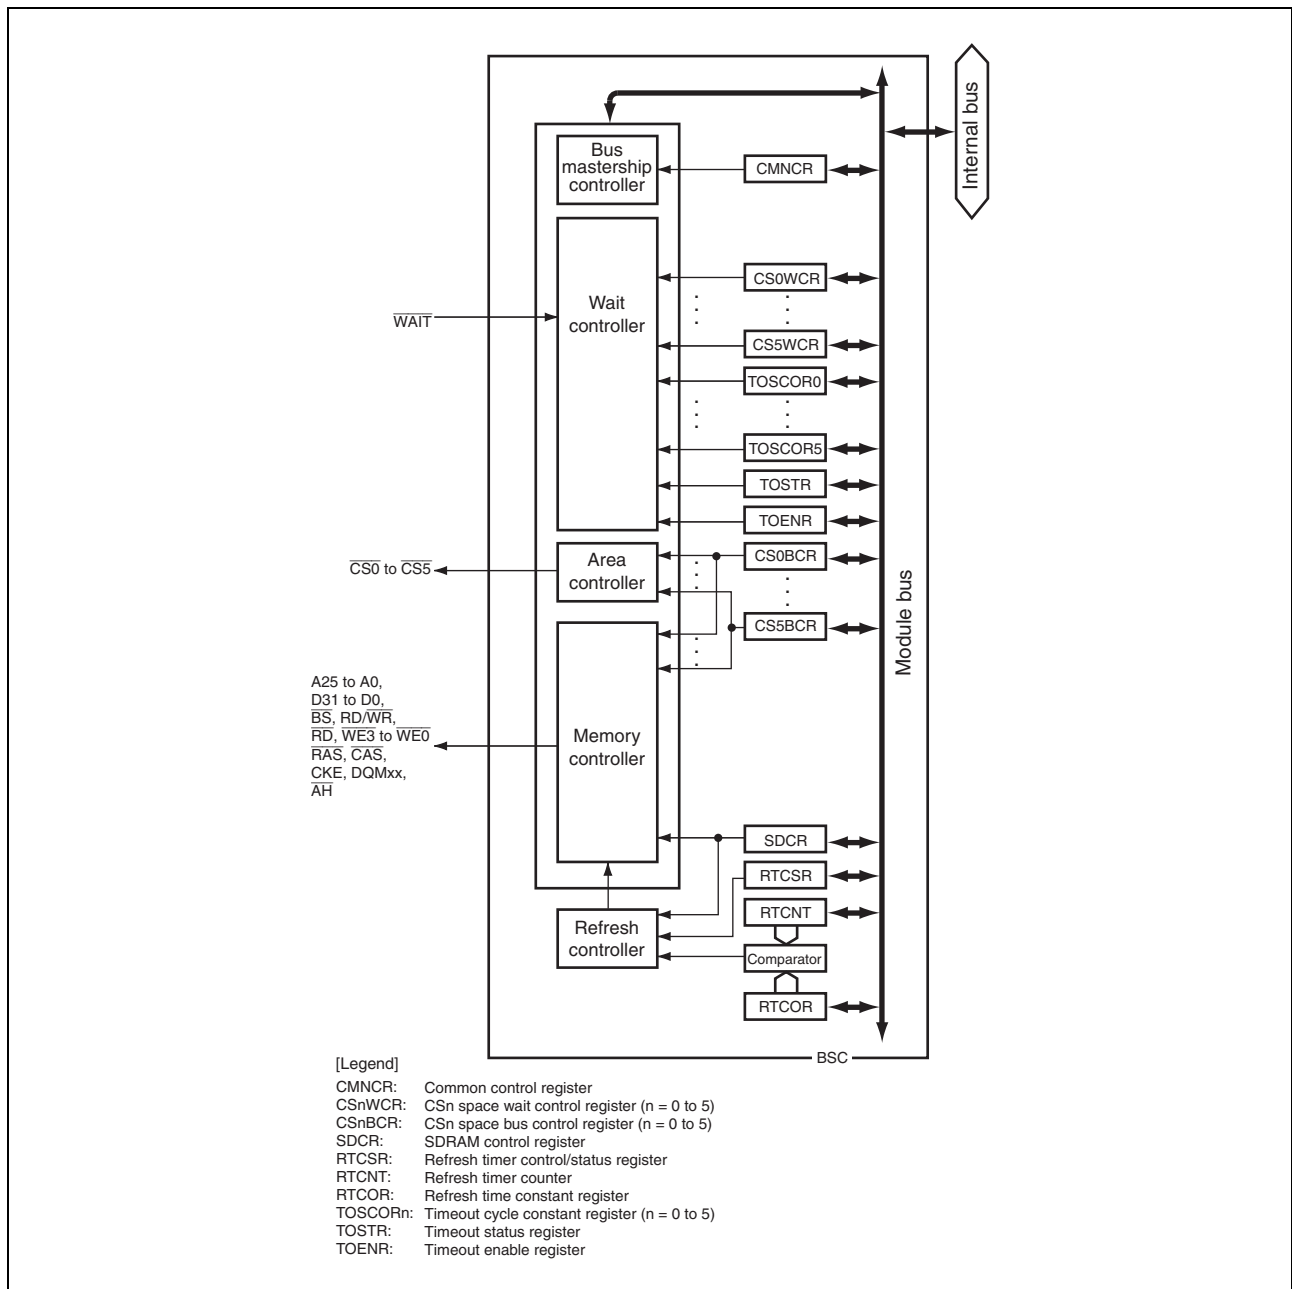 Internal bus
Bus
mastership
controller
CMNCR
Wait
controller
CS0WCR
WAIT
CS5WCR
TOSCOR0
TOSCOR5
TOSTR
TOENR
CS0 to CS5
Area
controller
CS0BCR
CS5BCR
Module bus
A25 to A0,
D31 to D0,
BS, RD/WR,
RD, WE3 to WE0
RAS, CAS,
CKE, DQMxx,
AH
Memory
controller
SDCR
RTCSR
RTCNT
Refresh
controller
Comparator
RTCOR
BSC
[Legend]
CMNCR: Common control register
CSnWCR: CSn space wait control register (n = 0 to 5)
CSnBCR: CSn space bus control register (n = 0 to 5)
SDCR: SDRAM control register
RTCSR: Refresh timer control/status register
RTCNT: Refresh timer counter
RTCOR: Refresh time constant register
TOSCORn: Timeout cycle constant register (n = 0 to 5)
TOSTR: Timeout status register
TOENR: Timeout enable register